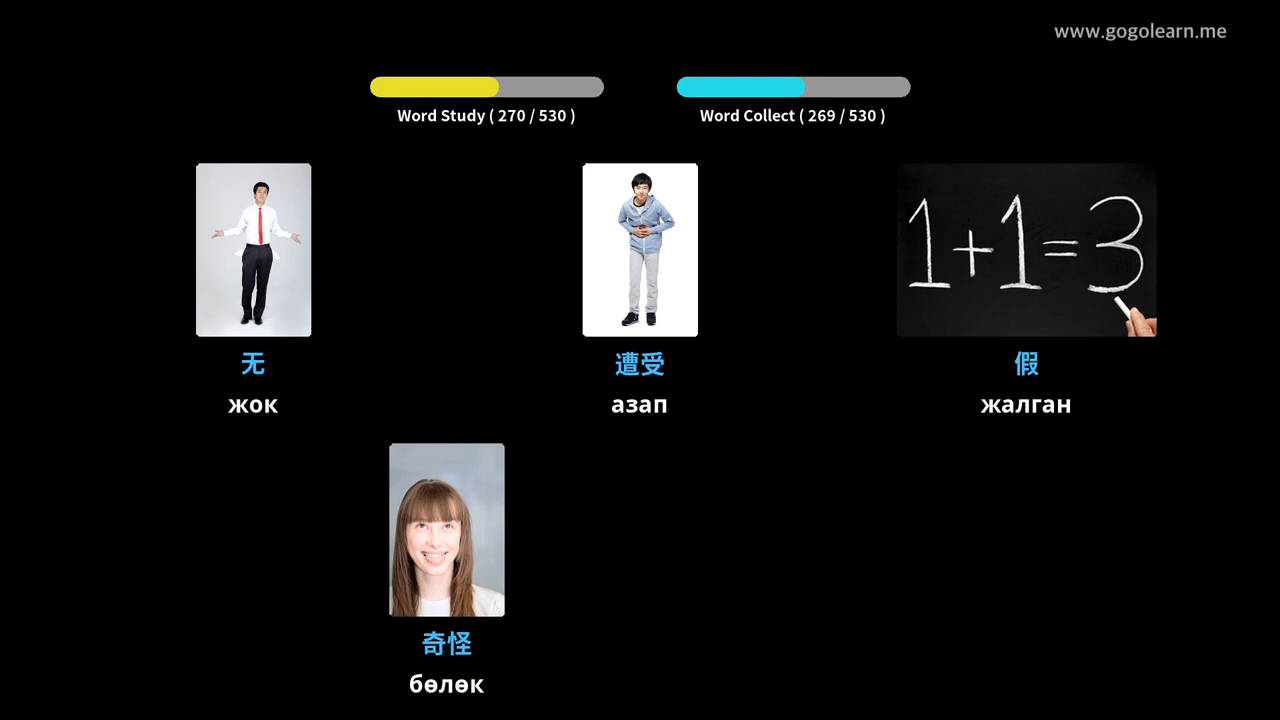 www.gogolearn.me
Word Study ( 270 / 530 )
Word Collect ( 269 / 530 )
1+1=3
无
жок
遭受
азап
假
жалган
奇怪
бөлөк